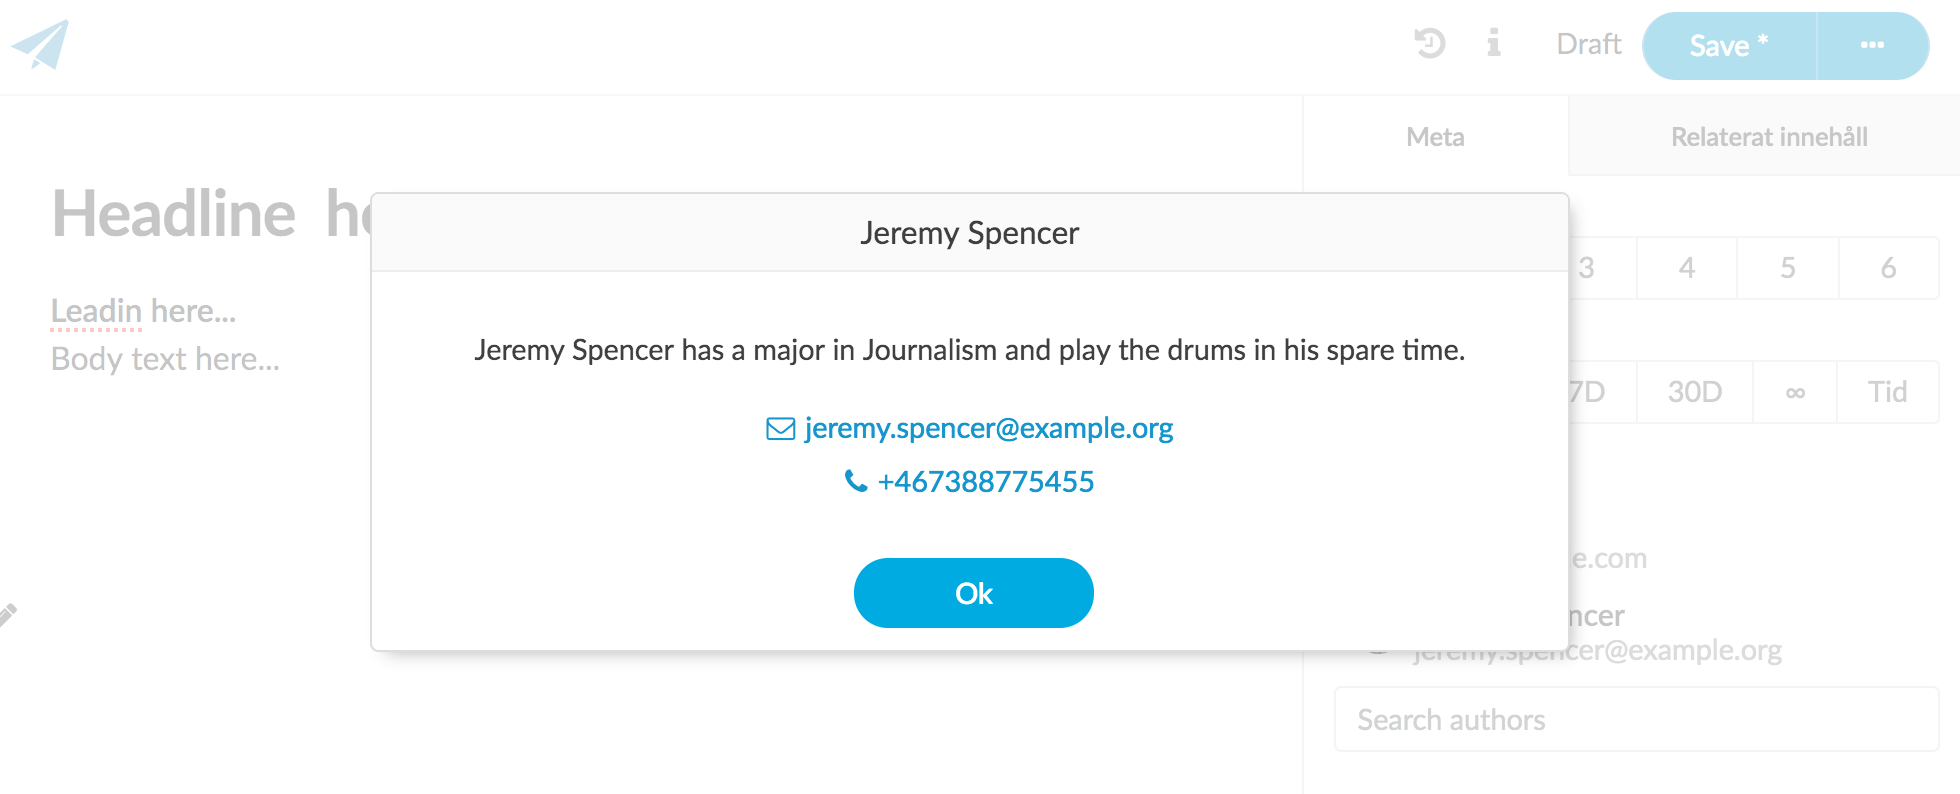 Draft
Save *
Meta
Relaterat innehåll
Headline
Jeremy Spencer
3 4 5 6
Leadin here...
Jeremy Spencer has a major in Journalism and play the drums in his spare time.
Body text here...
7D 30D ∞ Tid
jeremy.spencer@example.org
+467388775455
Ok
e.com
ncer
jeremy.spencer@example.org
Search authors